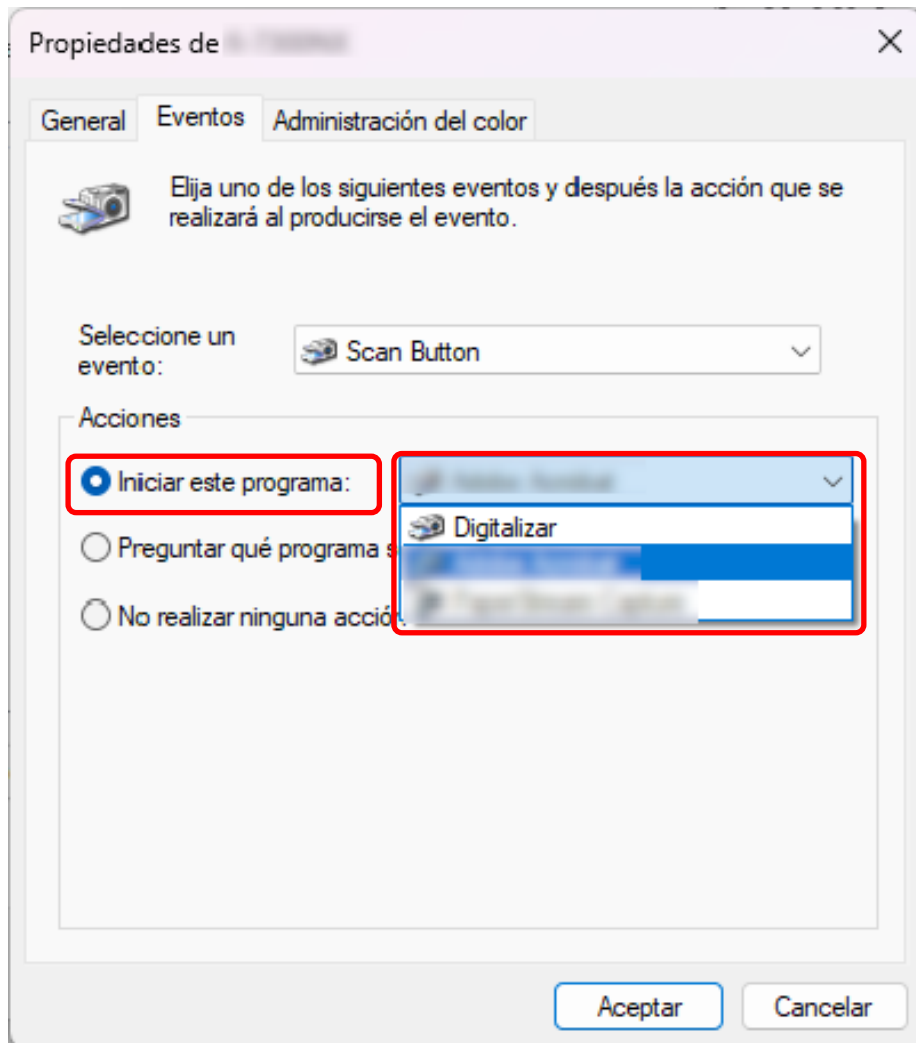 Propiedades de
General
Eventos
Administración del color
Elija uno de los siguientes eventos y después la acción que se
realizará al producirse el evento.
Seleccione un
evento:
Scan Button
Acciones
Iniciar este programa:
Digitalizar
Preguntar qué programa
No realizar ninguna acción.
Aceptar
Cancelar